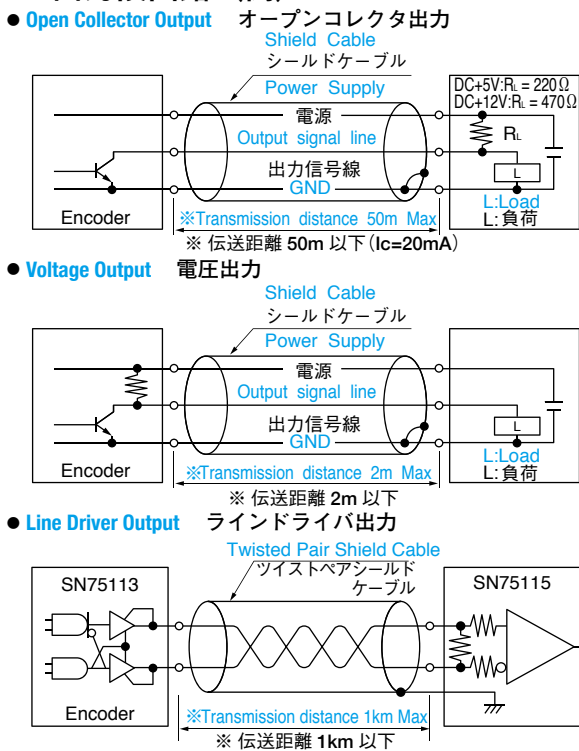 ● Open Collector Output オープンコレクタ出力
Shield Cable
シールドケーブル
Power Supply
電源
Output signal line
出力信号線
GND
Encoder
DC+5V:RL = 220Ω
DC+12V:RL = 470Ω
RL
L
L:Load
L:負荷
※Transmission distance 50m Max
※ 伝送距離 50m 以下(Ic=20mA)
● Voltage Output 電圧出力
Shield Cable
シールドケーブル
Power Supply
電源
Output signal line
出力信号線
GND
Encoder
L
L:Load
L:負荷
※Transmission distance 2m Max
※ 伝送距離 2m 以下
● Line Driver Output ラインドライバ出力
Twisted Pair Shield Cable
ツイストペアシールド
ケーブル
SN75113
SN75115
Encoder
※Transmission distance 1km Max
※ 伝送距離 1km 以下